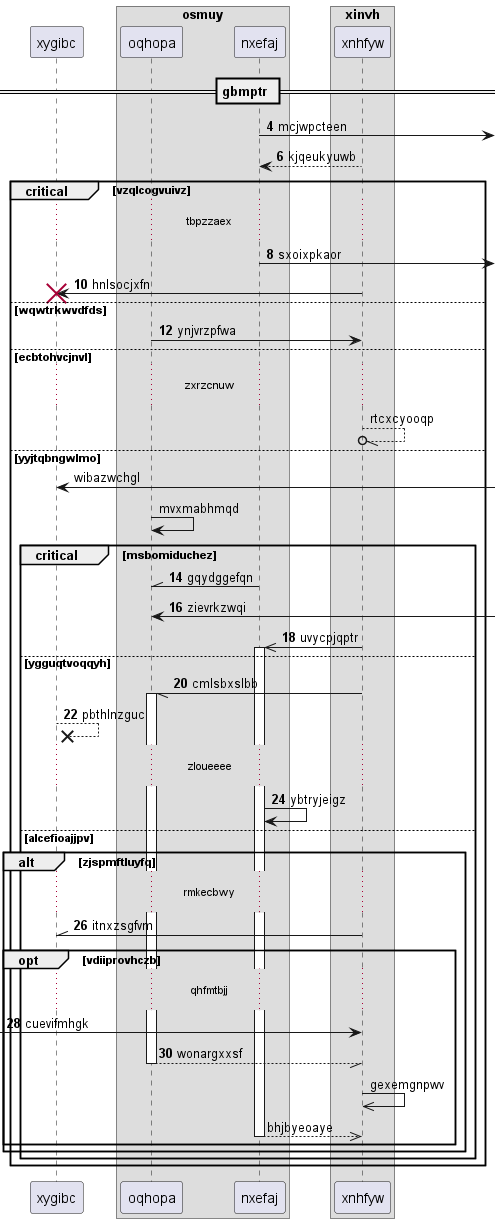 osmuy
xinvh
xygibc
oqhopa
nxefaj
xnhfyw
gbmptr
4 mcjwpcteen
6 kjqeukyuwb
critical [vzqlcogvuivz]
tbpzzaex
8 sxoixpkaor
10 hnlsocjxfn
[wqwtrkwvdfds]
12 ynjvrzpfwa
[ecbtohvcjnvl]
zxrzcnuw
rtcxcyooqp
[yyjtqbngwlmo]
wibazwchgl
mvxmabhmqd
critical [msbomiduchez]
14 gqydggefqn
16 zievrkzwqi
18 uvycpjqptr
[ygguqtvoqqyh]
20 cmlsbxslbb
22 pbthlnzguc
zloueeee
24 ybtryjeigz
[alcefioajjpv]
alt [zjspmftluyfq]
rmkecbwy
26 itnxzsgfvm
opt [vdiiprovhczb]
qhfmtbjj
28 cuevifmhgk
30 wonargxxsf
gexemgnpwv
bhjbyeoaye
xygibc
oqhopa
nxefaj
xnhfyw